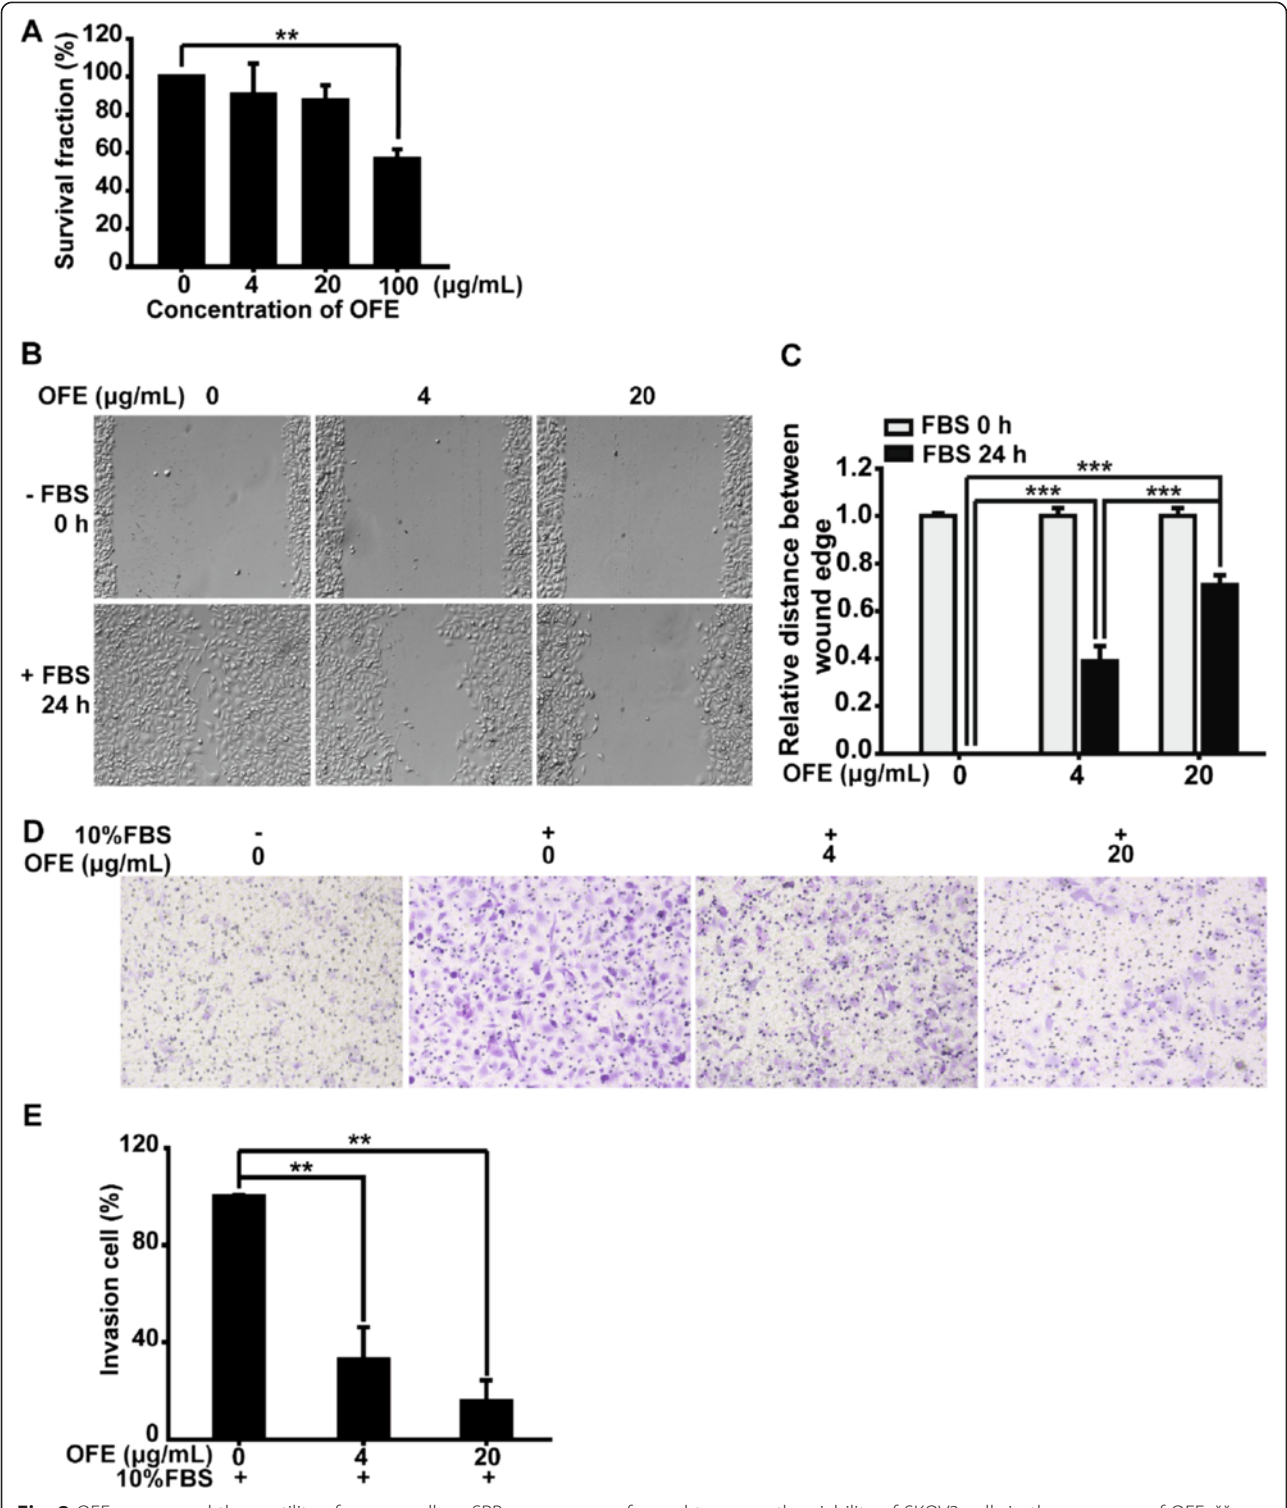 A
120
100
80
60
40
20
0
Survival fraction (%)
**
0 4 20 100 (µg/mL)
Concentration of OFE
B
OFE (µg/mL) 0 4 20
- FBS
0 h
+ FBS
24 h
C
FBS 0 h
FBS 24 h
Relative distance between
wound edge
1.2
1.0
0.8
0.6
0.4
0.2
0.0
***
*** ***
OFE (µg/mL) 0 4 20
D
10%FBS - + + +
OFE (µg/mL) 0 0 4 20
E
120
80
40
0
Invasion cell (%)
**
**
OFE (µg/mL) 0 4 20
10%FBS + + +